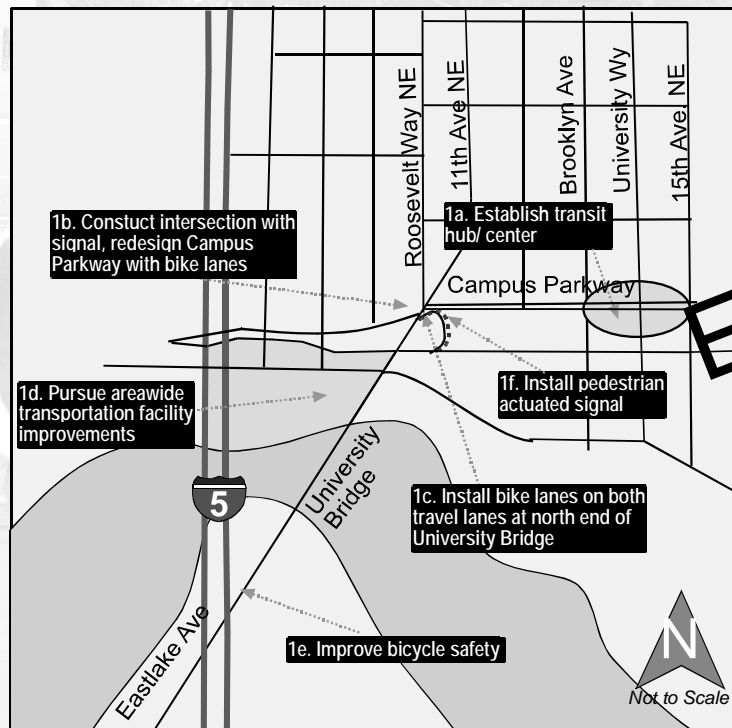 Roosevelt Way NE
11th Ave NE
Brooklyn Ave
University Wy
15th Ave. NE
1b. Constuct intersection with
signal, redesign Campus
Parkway with bike lanes
1a. Establish transit
hub/ center
Campus Parkway
E
1d. Pursue areawide
transportation facility
improvements
1f. Install pedestrian
actuated signal
University
Bridge
5
1c. Install bike lanes on both
travel lanes at north end of
University Bridge
Eastlake Ave
1e. Improve bicycle safety
N
Not to Scale